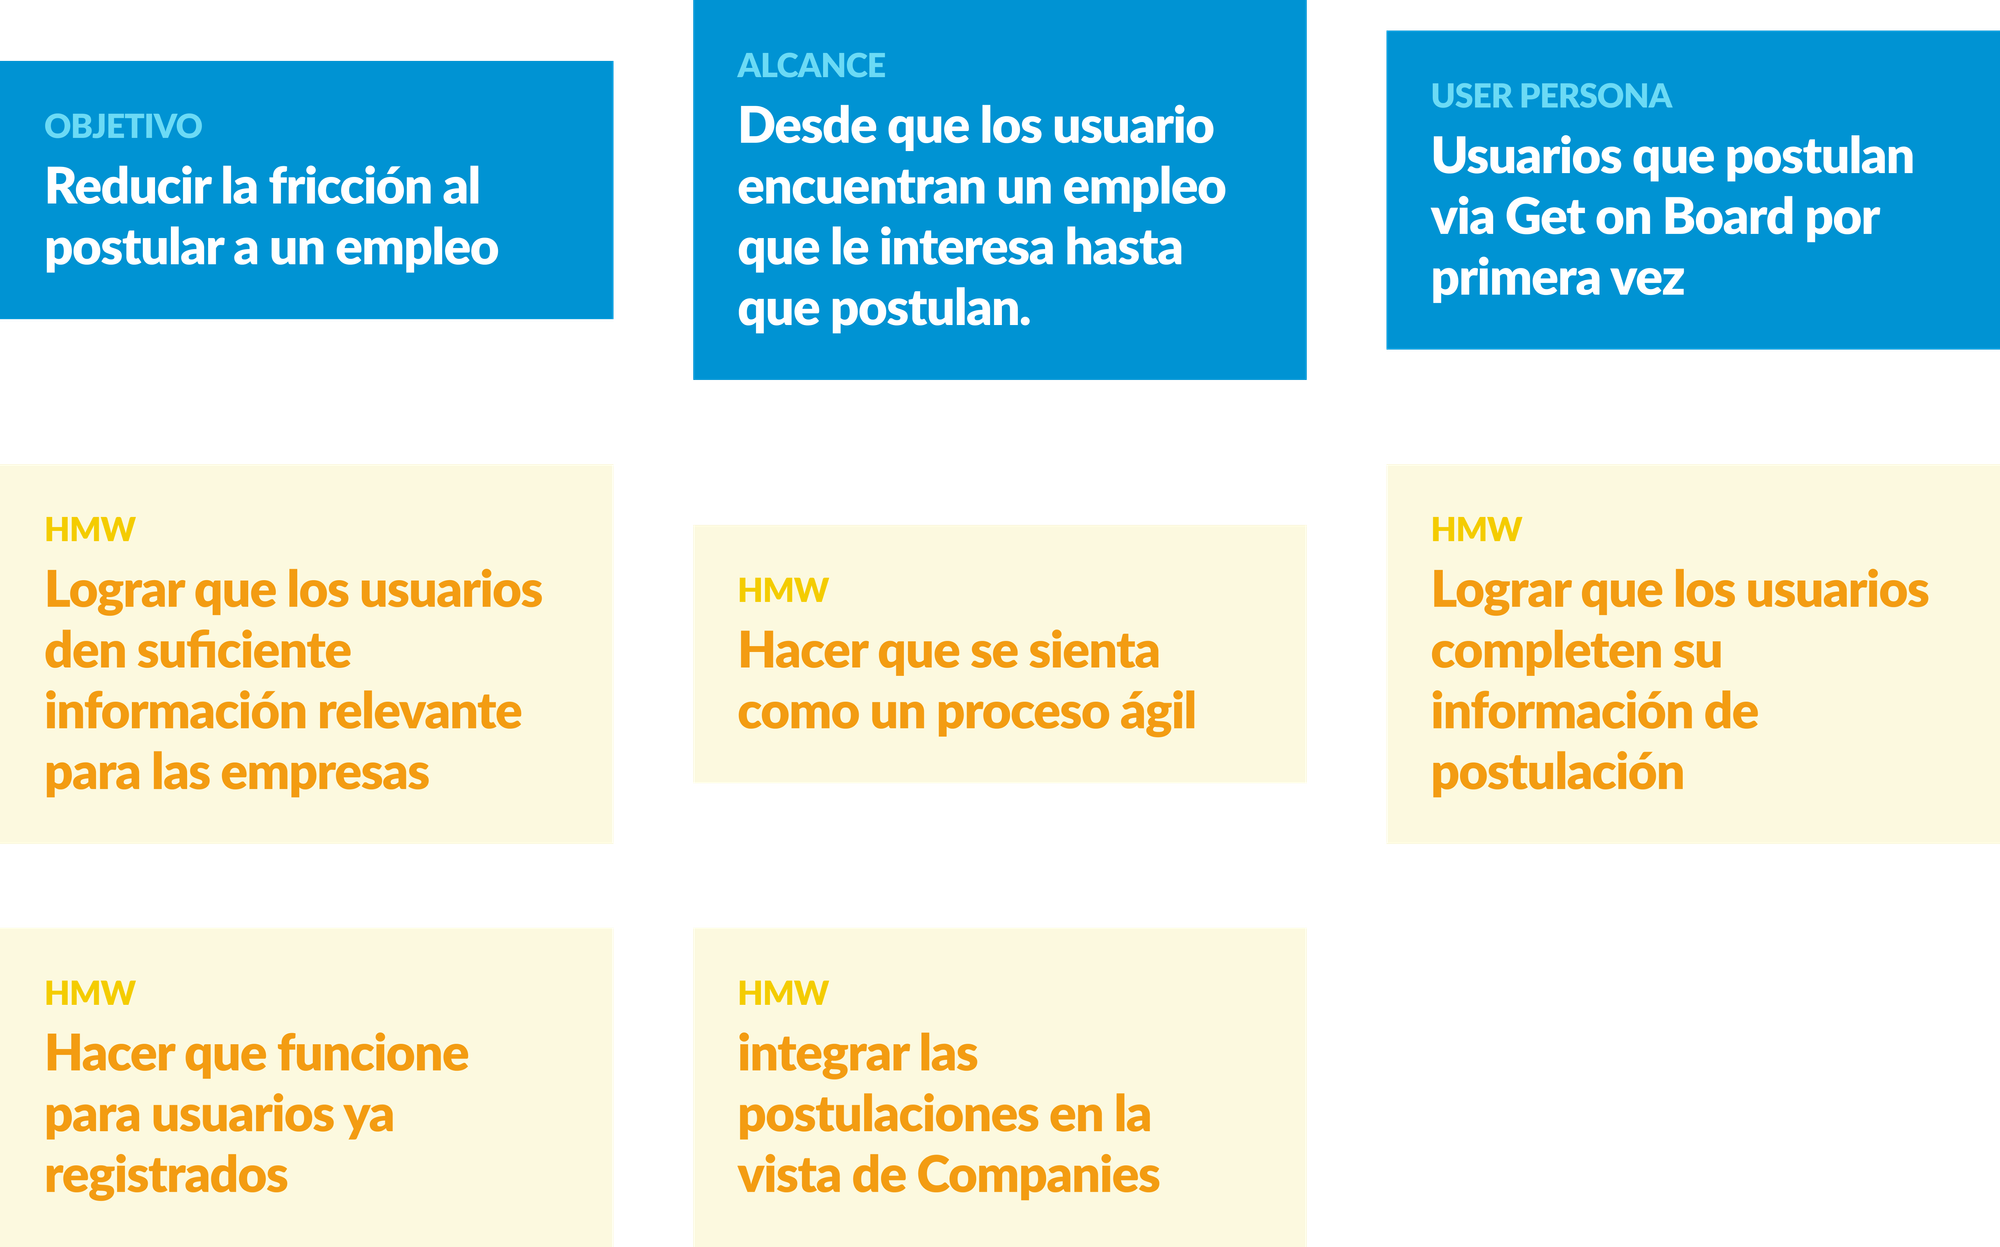 OBJETIVO
Reducir la fricción al
postular a un empleo
ALCANCE
Desde que los usuario
encuentran un empleo
que le interesa hasta
que postulan.
USER PERSONA
Usuarios que postulan
via Get on Board por
primera vez
HMW
Lograr que los usuarios
den suficiente
información relevante
para las empresas
HMW
Hacer que se sienta
como un proceso ágil
HMW
Lograr que los usuarios
completen su
información de
postulación
HMW
Hacer que funcione
para usuarios ya
registrados
HMW
integrar las
postulaciones en la
vista de Companies